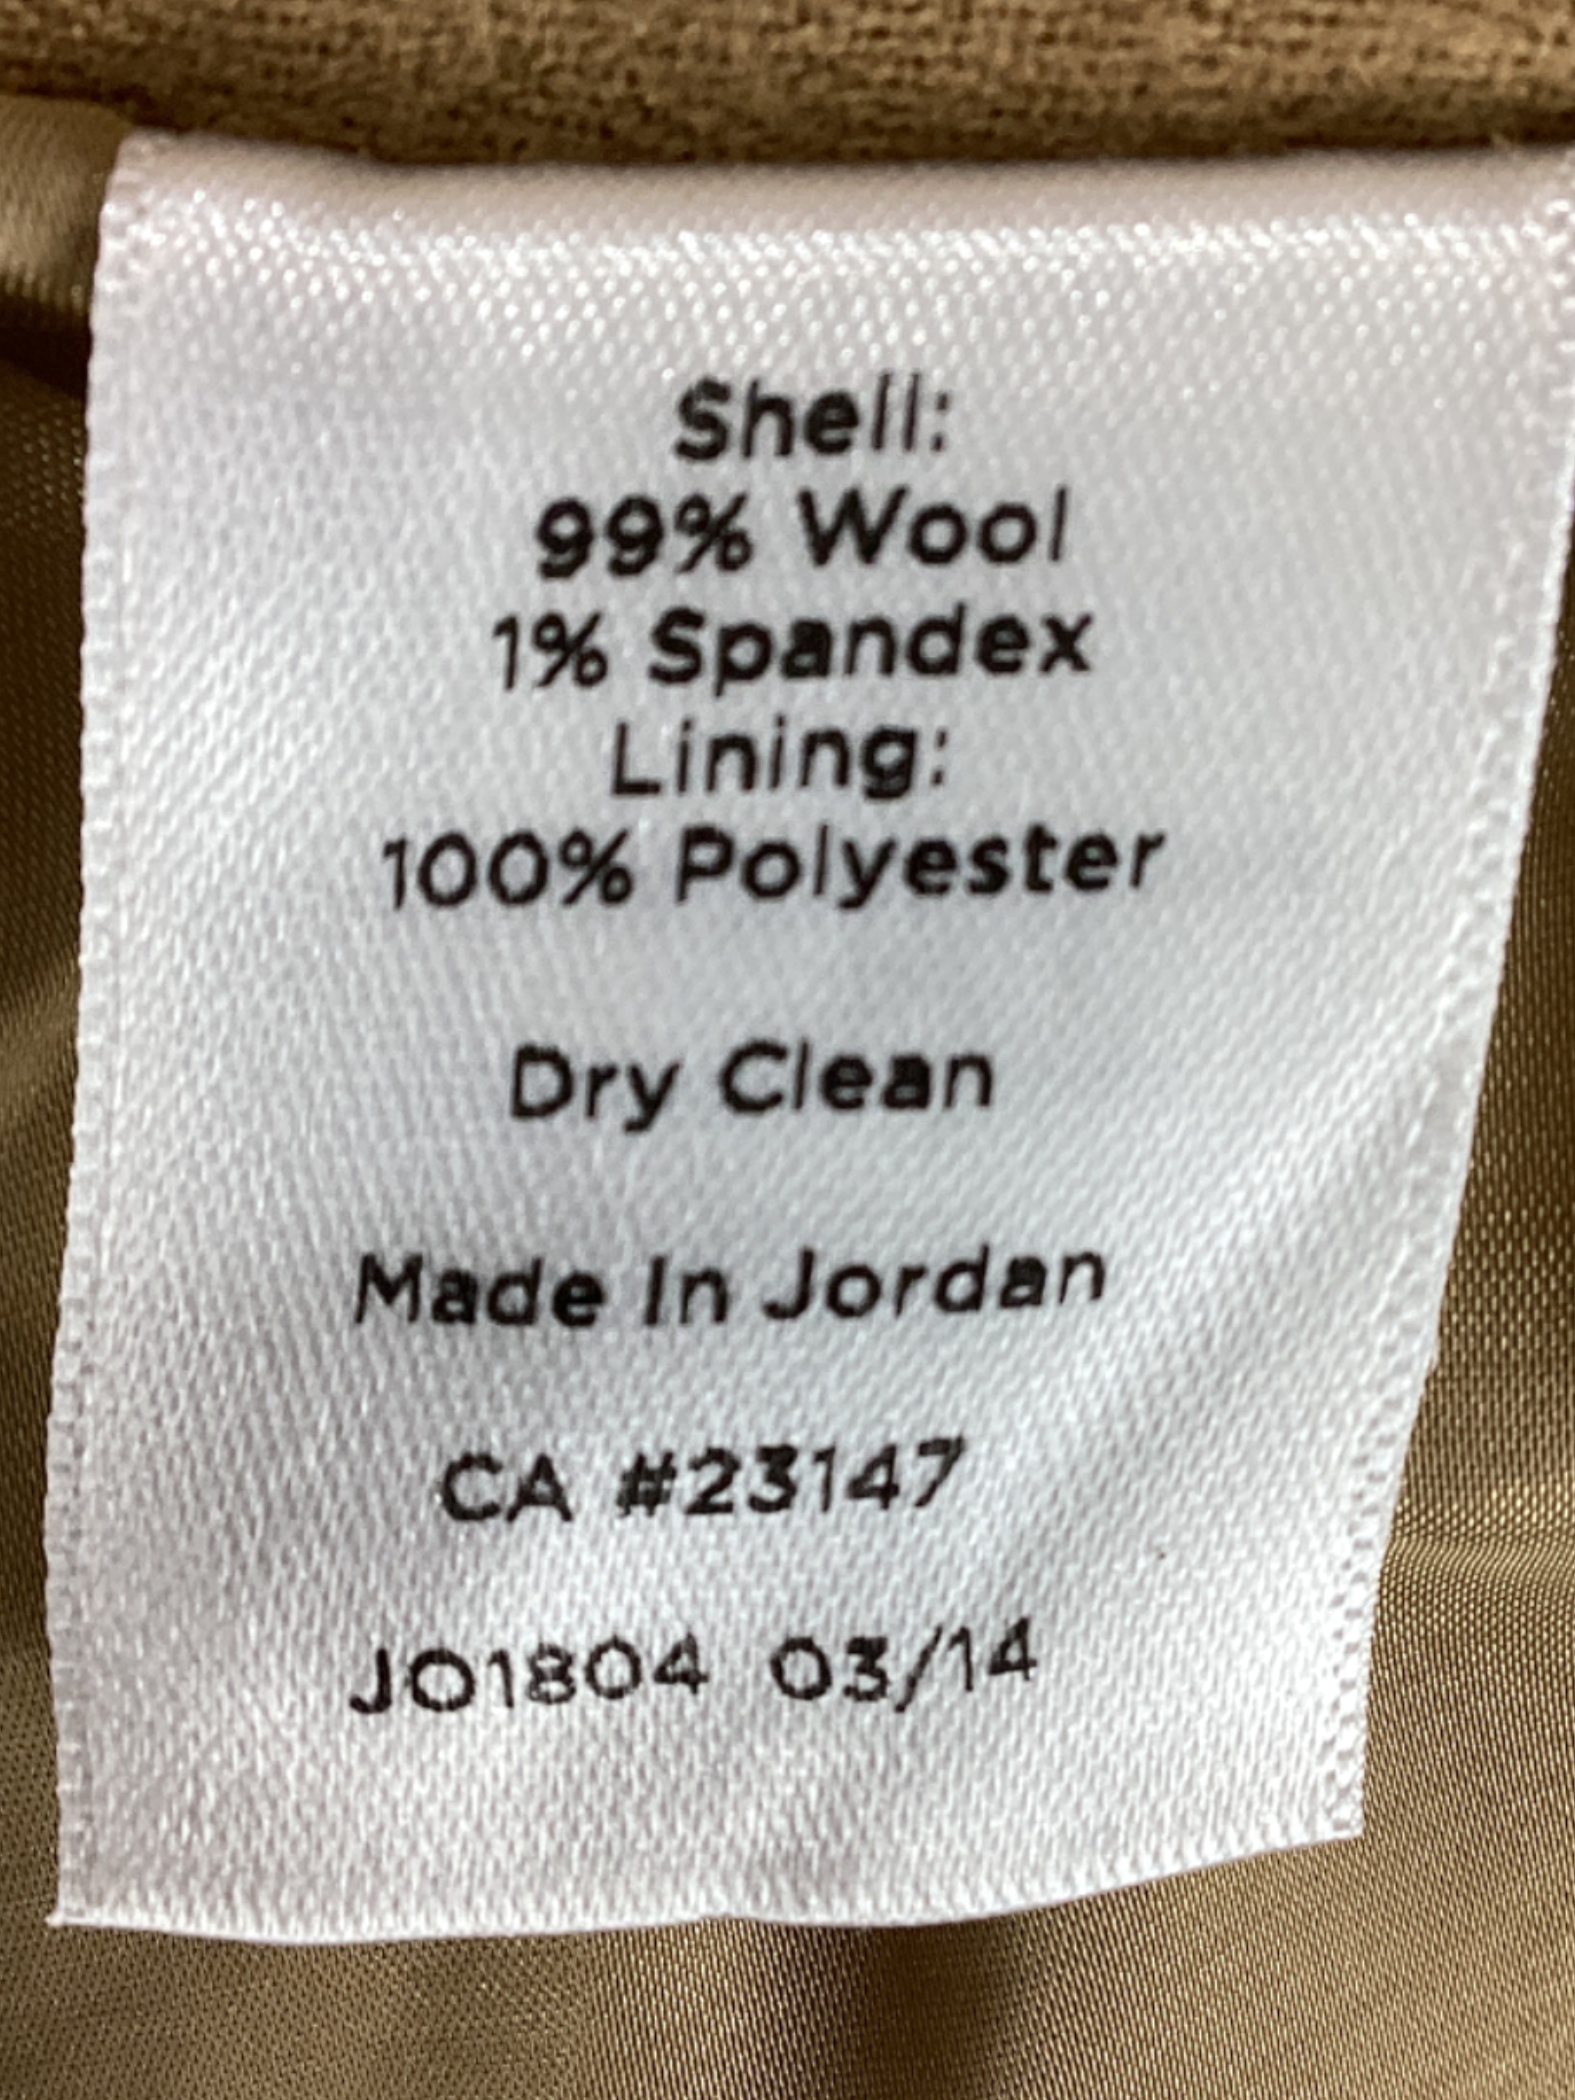 Shell:
99% Wool
1% Spandex
Lining:
100% Polyester
Dry Clean
Made In Jordan
CA #23147
JO1804 03/14